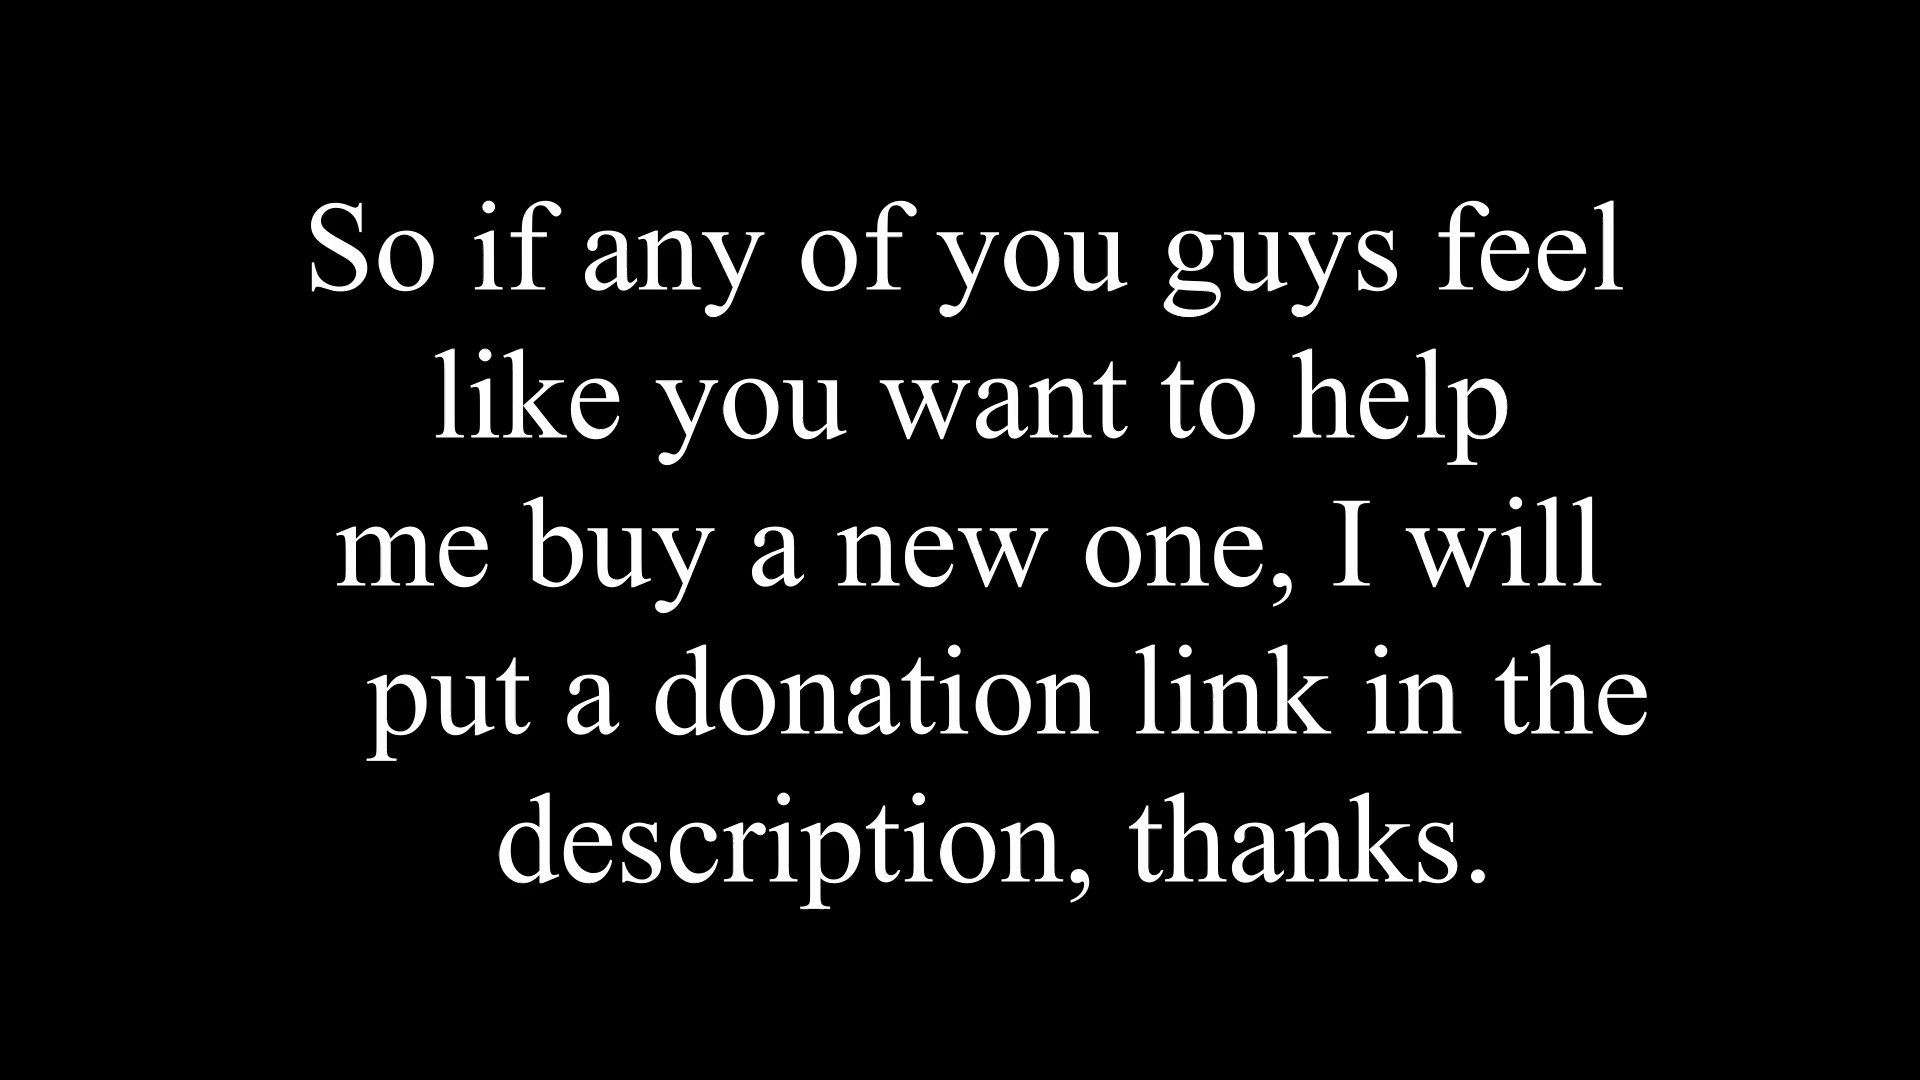 So if any of you guys feel
like you want to help
me buy a new one, I will
put a donation link in the
description, thanks.